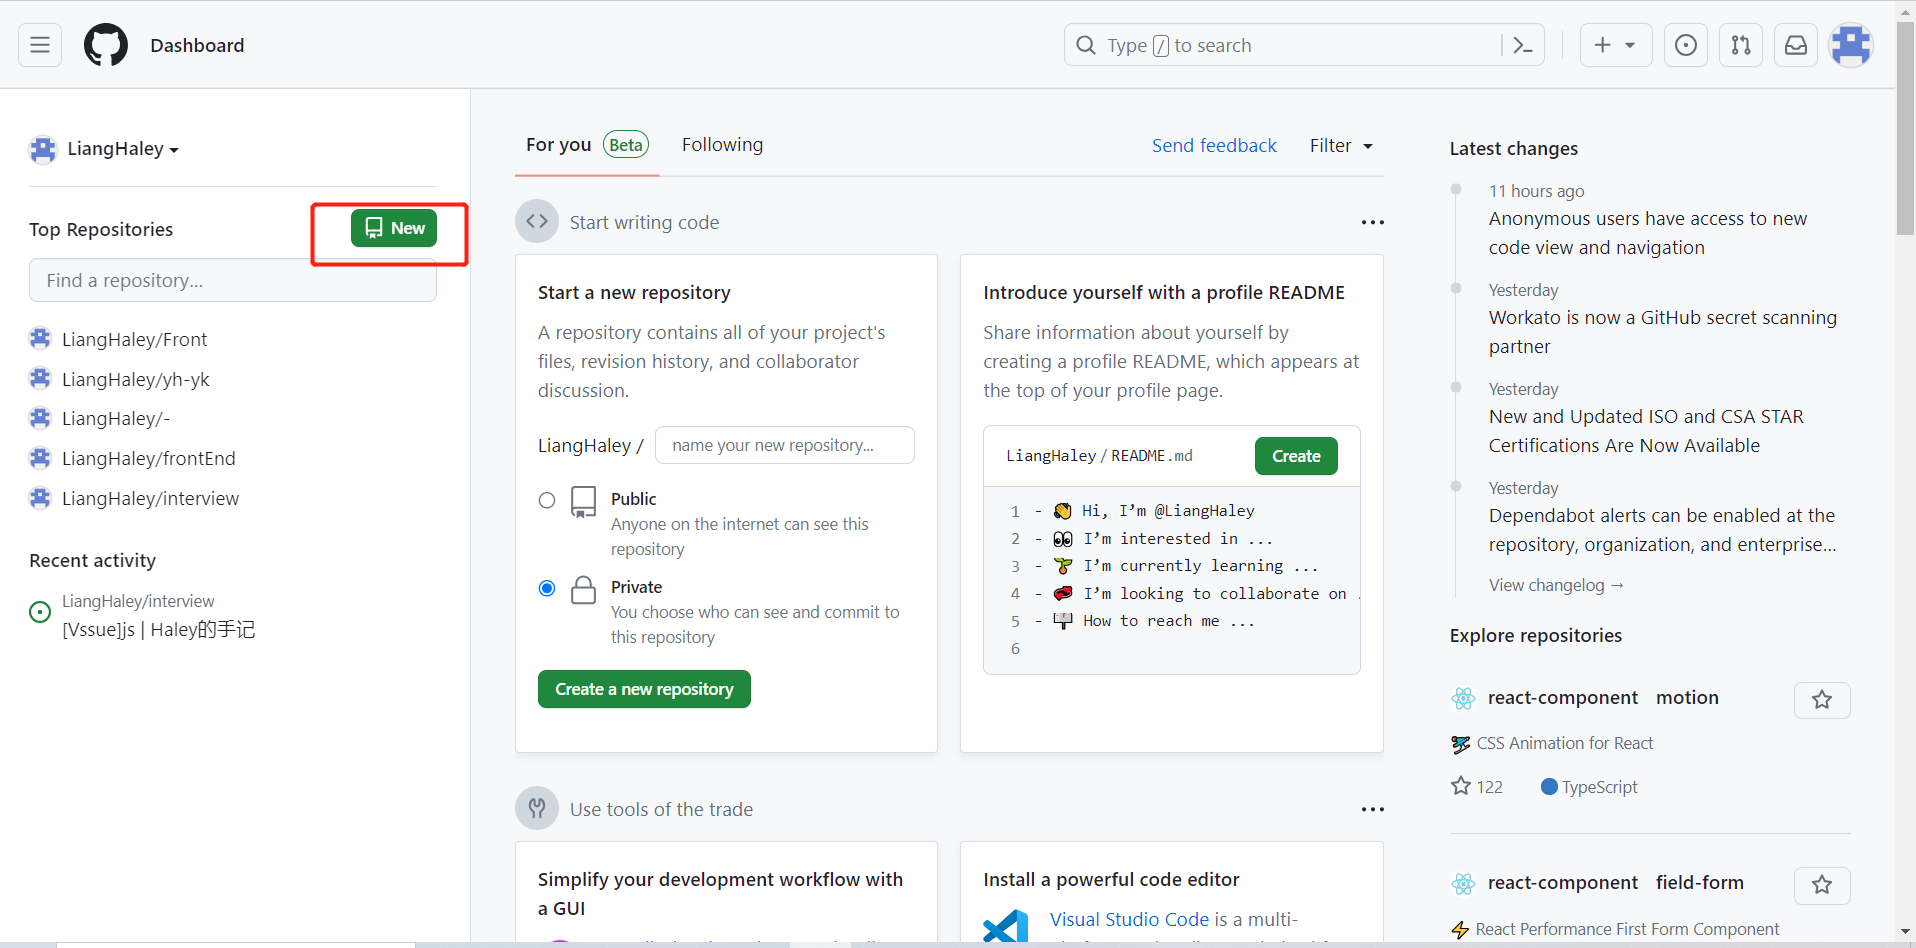 Dashboard
Type / to search
LiangHaley
Top Repositories
New
Find a repository...
LiangHaley/Front
LiangHaley/yh-yk
LiangHaley/-
LiangHaley/frontEnd
LiangHaley/interview
Recent activity
LiangHaley/interview
[Vssue]js | Haley的手记
For you Beta
Following
Send feedback
Filter
Start writing code
Start a new repository
A repository contains all of your project's
files, revision history, and collaborator
discussion.
LiangHaley /
name your new repository...
Public
Anyone on the internet can see this
repository
Private
You choose who can see and commit to
this repository
Create a new repository
Introduce yourself with a profile README
Share information about yourself by
creating a profile README, which appears at
the top of your profile page.
LiangHaley / README.md
Create
1 - 👋 Hi, I’m @LiangHaley
2 - 👀 I’m interested in ...
3 - 🌱 I’m currently learning ...
4 - 💞️ I’m looking to collaborate on .
5 - 📫 How to reach me ...
6
Use tools of the trade
Simplify your development workflow with
a GUI
Install a powerful code editor
Visual Studio Code is a multi-
Latest changes
11 hours ago
Anonymous users have access to new
code view and navigation
Yesterday
Workato is now a GitHub secret scanning
partner
Yesterday
New and Updated ISO and CSA STAR
Certifications Are Now Available
Yesterday
Dependabot alerts can be enabled at the
repository, organization, and enterprise...
View changelog →
Explore repositories
react-component motion
CSS Animation for React
122
TypeScript
react-component field-form
⚡ React Performance First Form Component